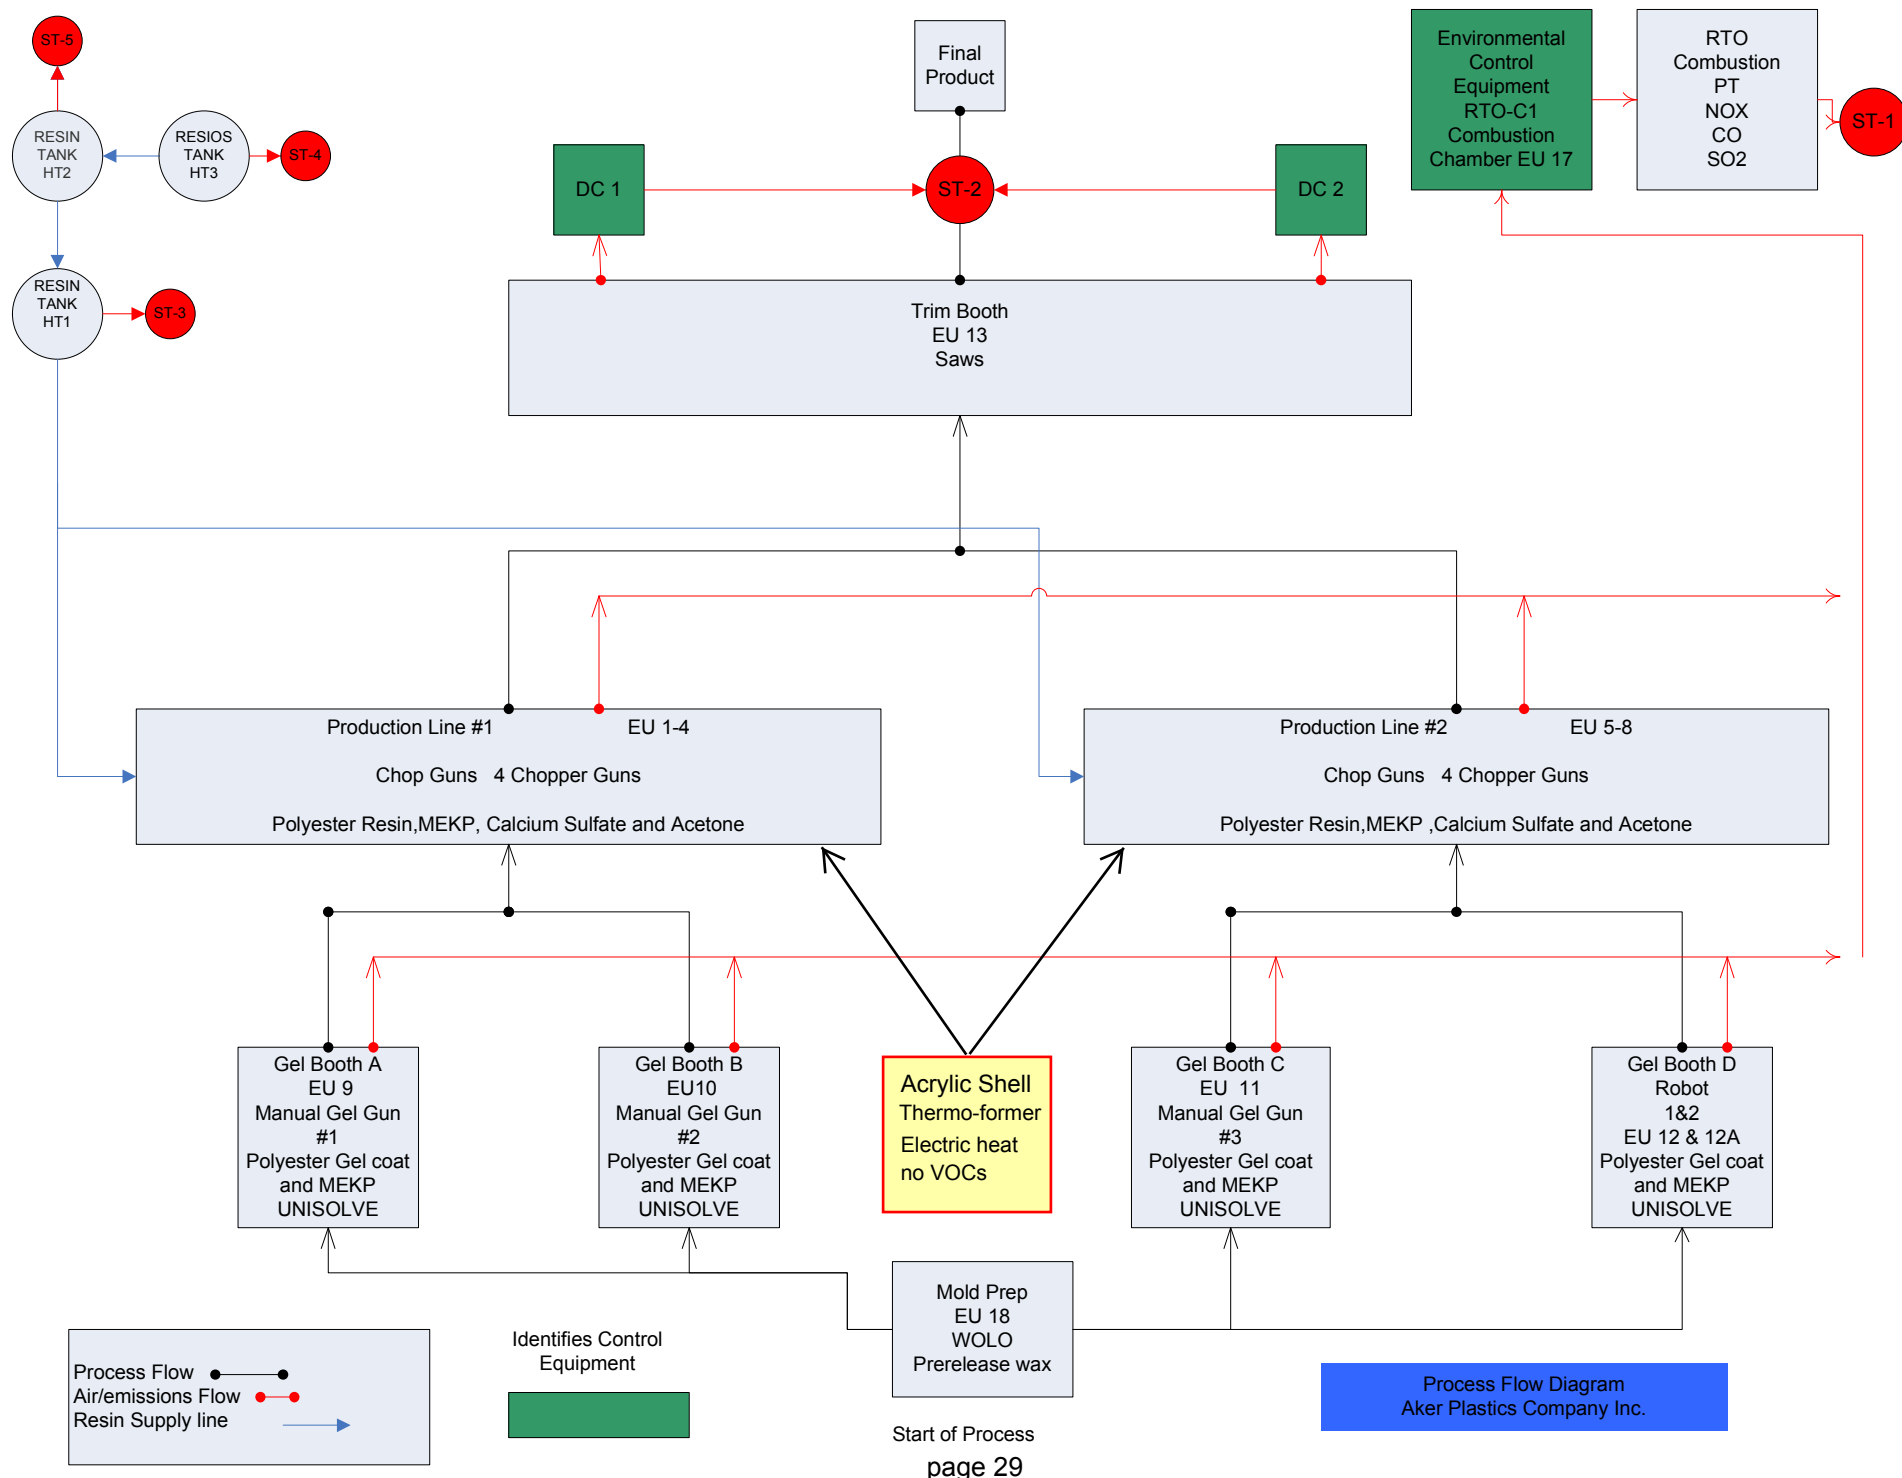 ST-5
RESIN
TANK
HT2
RESIOS
TANK
HT3
ST-4
RESIN
TANK
HT1
ST-3
Final
Product
DC 1
ST-2
DC 2
Environmental
Control
Equipment
RTO-C1
Combustion
Chamber EU 17
RTO
Combustion
PT
NOX
CO
SO2
ST-1
Trim Booth
EU 13
Saws
Production Line #1 EU 1-4
Chop Guns 4 Chopper Guns
Polyester Resin,MEKP, Calcium Sulfate and Acetone
Production Line #2 EU 5-8
Chop Guns 4 Chopper Guns
Polyester Resin,MEKP ,Calcium Sulfate and Acetone
Gel Booth A
EU 9
Manual Gel Gun
#1
Polyester Gel coat
and MEKP
UNISOLVE
Gel Booth B
EU10
Manual Gel Gun
#2
Polyester Gel coat
and MEKP
UNISOLVE
Acrylic Shell
Thermo-former
Electric heat
no VOCs
Gel Booth C
EU 11
Manual Gel Gun
#3
Polyester Gel coat
and MEKP
UNISOLVE
Gel Booth D
Robot
1&2
EU 12 & 12A
Polyester Gel coat
and MEKP
UNISOLVE
Mold Prep
EU 18
WOLO
Prerelease wax
Process Flow
Air/emissions Flow
Resin Supply line
Identifies Control
Equipment
Start of Process
page 29
Process Flow Diagram
Aker Plastics Company Inc.